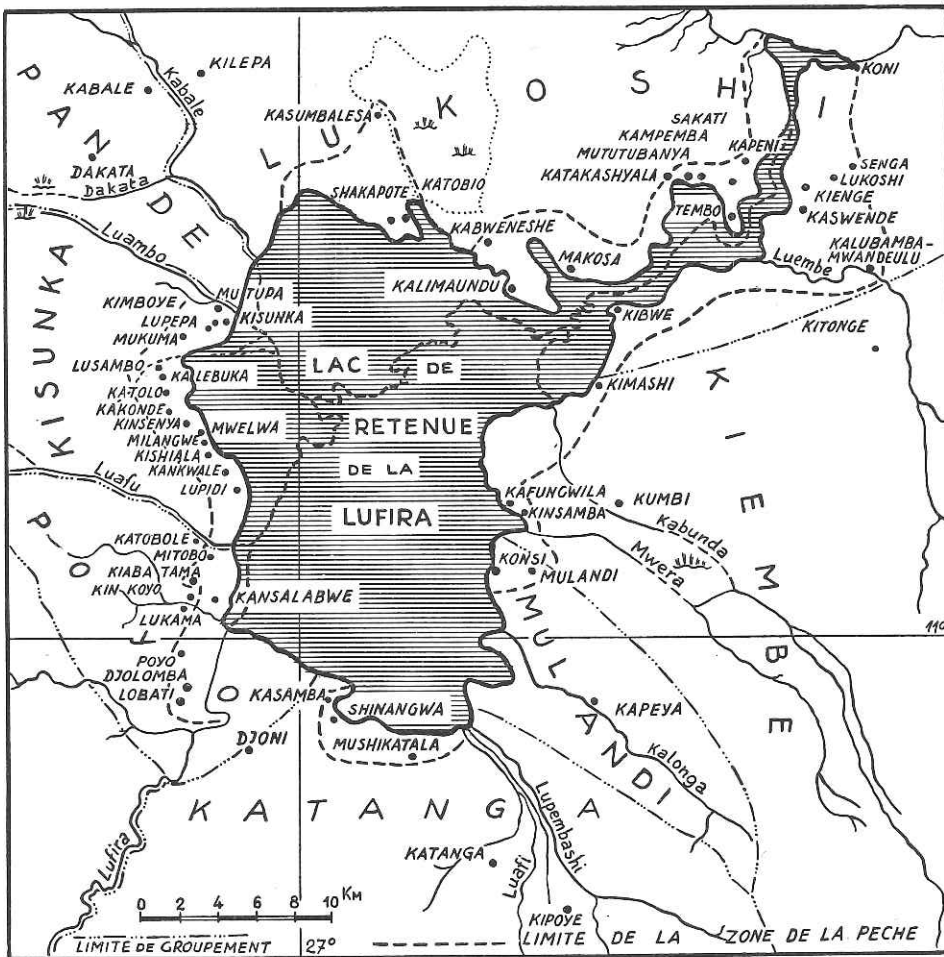 PANDE
KILEPA
KABALE
Kabale
DAKATA
Dakata
LUKOSHI
KONI
KASUMBALESA
SAKATI
KAMPEMBA
KAPENI
MUTUTUBANYA
KATAKASHYALA
SENGA
LUKOSHI
KIENGE
KASWENDE
SHAKAPOTE
KATOBIO
TEMBO
KABWENESHE
KALUBAMBA-
MWANDEULU
Luambo
MAKOSA
Luembe
KISUNKA
KALIMAUNDU
KIMBOYE
MUTUPA
LUPEPA
KISUNKA
MUKUMA
KIBWE
KITONGE
LUSAMBO
KALEBUKA
LAC DE
RETENUE
DE LA
LUFIRA
KIMASHI
KATOLO
KAKONDE
KINSENYA
MWELWA
MILANGWE
KISHIALA
KANKWALE
Luafu
LUPIDI
KIEMBE
KAFUNGWILA
KUMBI
KINSAMBA
Kabunda
Mwera
KATOBOLE
MITOBO
KIABA TAMA
KIN KOYO
KANSALABWE
LUKAMA
KONSI
MULANDI
MULANDI
POTO
11°
POYO
DJOLOMBA
LOBATI
KASAMBA
SHINANGWA
KAPEYA
DJONI
MUSHIKATALA
Kalonga
KATANGA
Lufira
KATANGA
Luafi
Lupembashi
KIPOYE
0 2 4 6 8 10 KM
LIMITE DE GROUPEMENT 27° LIMITE DE LA ZONE DE LA PECHE